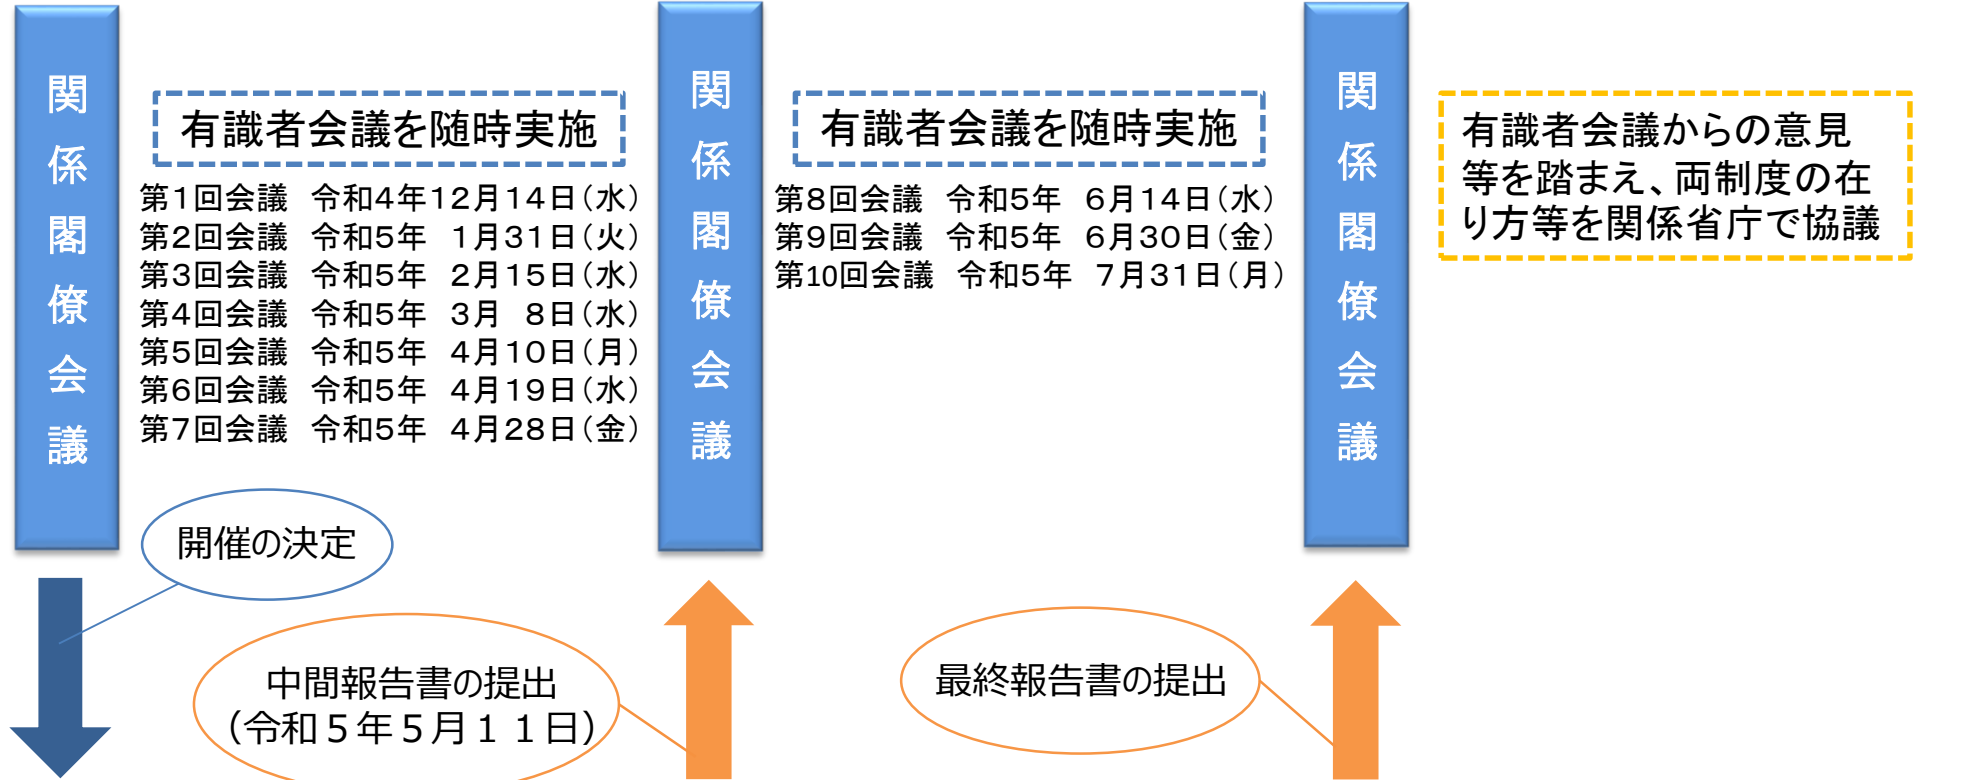 関係閣僚会議
有識者会議を随時実施
第1回会議　令和4年12月14日(水)
第2回会議　令和5年　1月31日(火)
第3回会議　令和5年　2月15日(水)
第4回会議　令和5年　3月　8日(水)
第5回会議　令和5年　4月10日(月)
第6回会議　令和5年　4月19日(水)
第7回会議　令和5年　4月28日(金)
開催の決定
中間報告書の提出
(令和５年５月１１日)
関係閣僚会議
有識者会議を随時実施
第8回会議　令和5年　6月14日(水)
第9回会議　令和5年　6月30日(金)
第10回会議　令和5年　7月31日(月)
最終報告書の提出
関係閣僚会議
有識者会議からの意見
等を踏まえ、両制度の在
り方等を関係省庁で協議